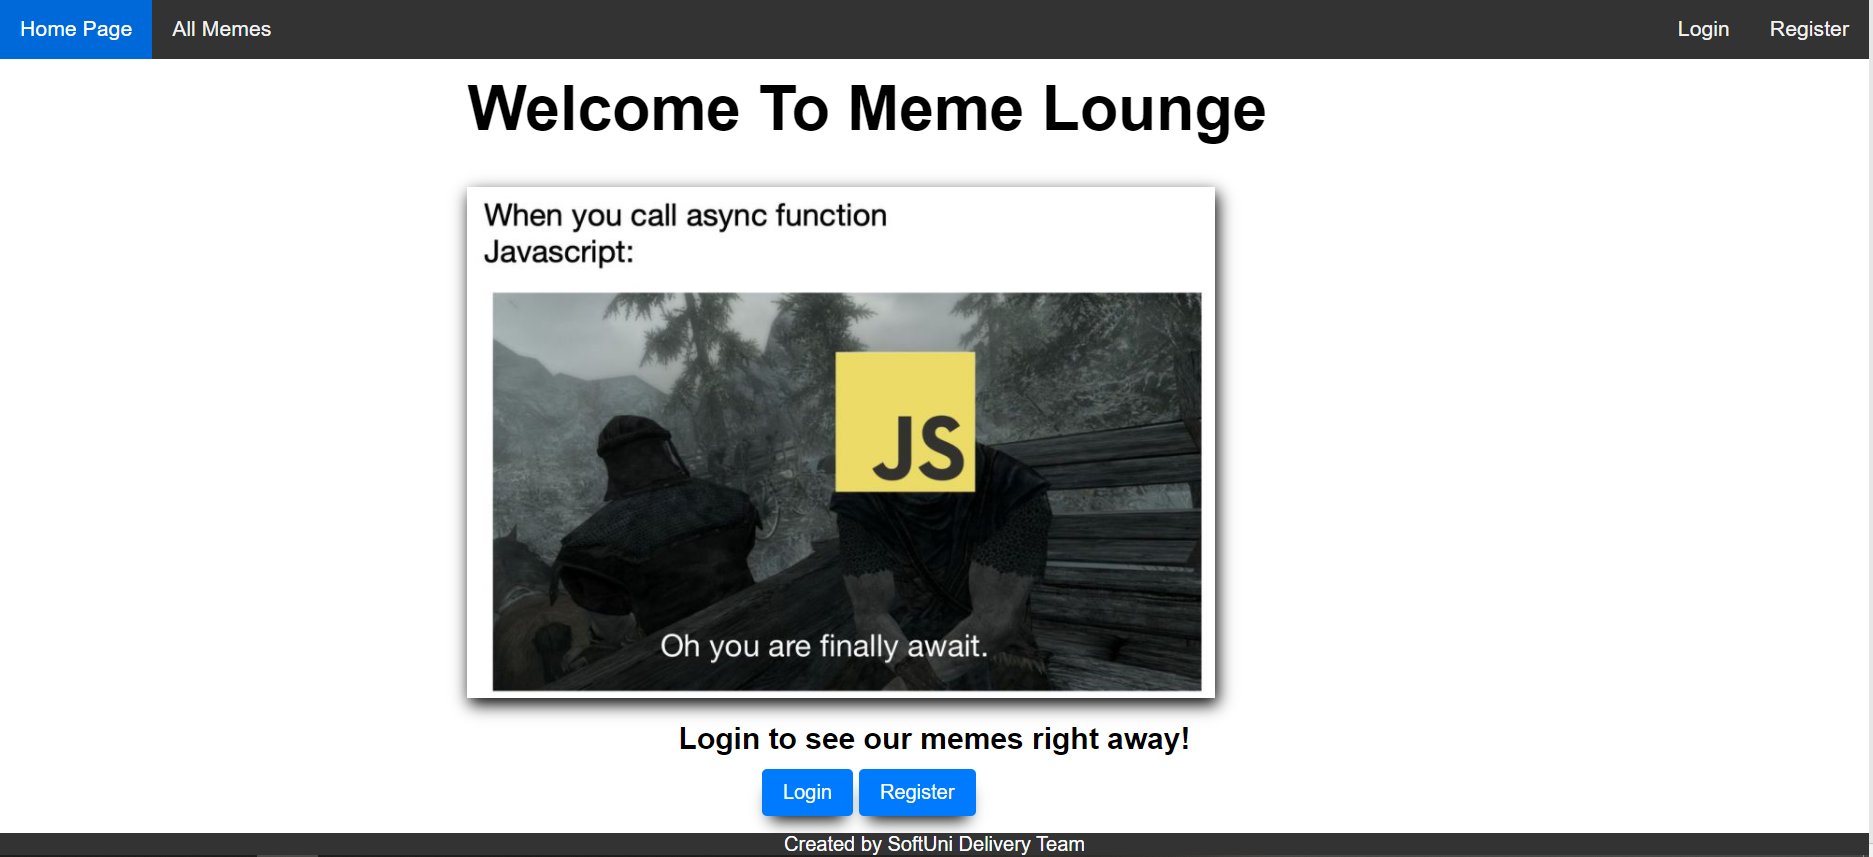 Home Page All Memes Login Register
Welcome To Meme Lounge
When you call async function
Javascript:
JS
Oh you are finally await.
Login to see our memes right away!
Login Register
Created by SoftUni Delivery Team